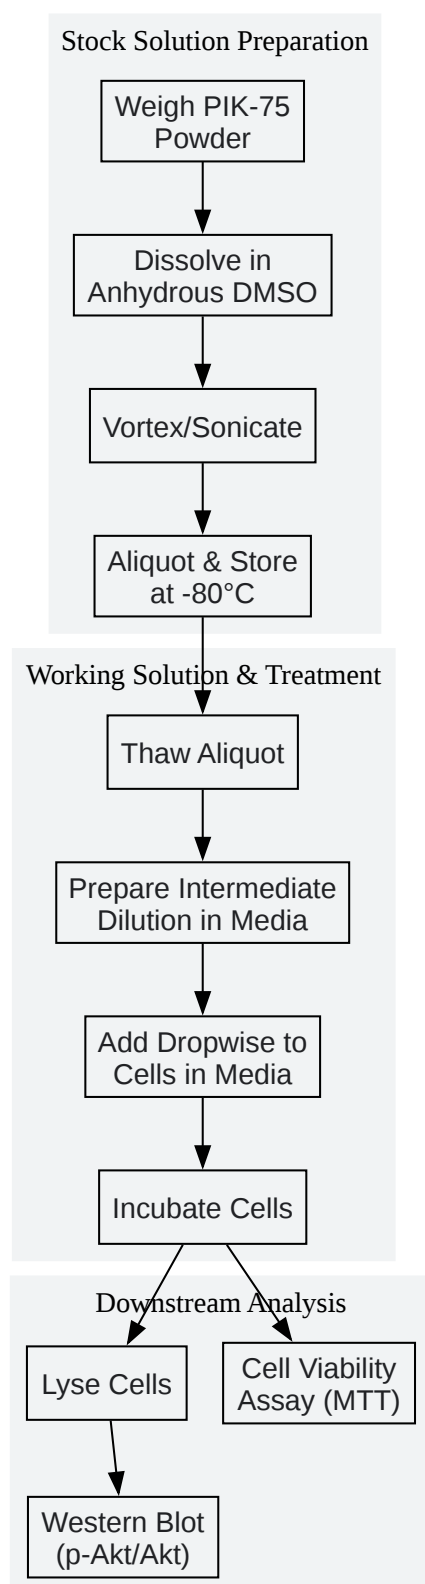 Stock Solution Preparation
Weigh PIK-75
Powder
Dissolve in
Anhydrous DMSO
Vortex/Sonicate
Aliquot & Store
at -80°C
Working Solution & Treatment
Thaw Aliquot
Prepare Intermediate
Dilution in Media
Add Dropwise to
Cells in Media
Incubate Cells
Downstream Analysis
Lyse Cells
Cell Viability
Assay (MTT)
Western Blot
(p-Akt/Akt)